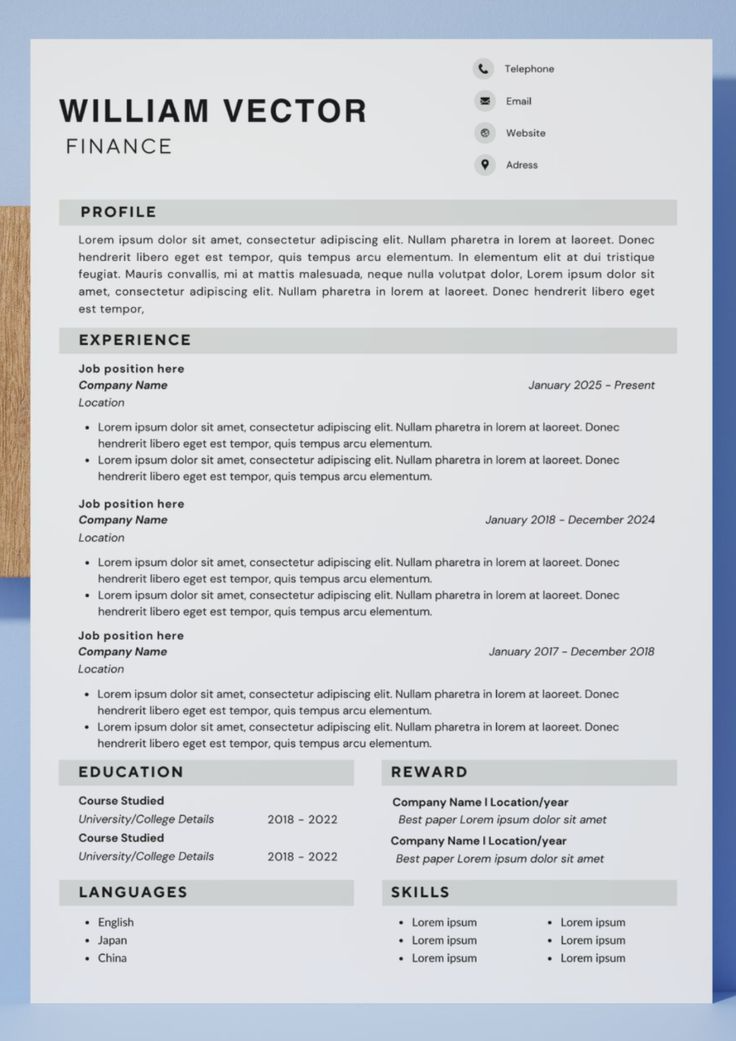 Telephone
WILLIAM VECTOR
Email
FINANCE
Website
Adress
PROFILE
Lorem ipsum dolor sit amet, consectetur adipiscing elit. Nullam pharetra in lorem at laoreet. Donec
hendrerit libero eget est tempor, quis tempus arcu elementum. In elementum elit at dui tristique
feugiat. Mauris convallis, mi at mattis malesuada, neque nulla volutpat dolor, Lorem ipsum dolor sit
amet, consectetur adipiscing elit. Nullam pharetra in lorem at laoreet. Donec hendrerit libero eget
est tempor,
EXPERIENCE
Job position here
Company Name January 2025 - Present
Location
• Lorem ipsum dolor sit amet, consectetur adipiscing elit. Nullam pharetra in lorem at laoreet. Donec
hendrerit libero eget est tempor, quis tempus arcu elementum.
• Lorem ipsum dolor sit amet, consectetur adipiscing elit. Nullam pharetra in lorem at laoreet. Donec
hendrerit libero eget est tempor, quis tempus arcu elementum.
Job position here
Company Name January 2018 - December 2024
Location
• Lorem ipsum dolor sit amet, consectetur adipiscing elit. Nullam pharetra in lorem at laoreet. Donec
hendrerit libero eget est tempor, quis tempus arcu elementum.
• Lorem ipsum dolor sit amet, consectetur adipiscing elit. Nullam pharetra in lorem at laoreet. Donec
hendrerit libero eget est tempor, quis tempus arcu elementum.
Job position here
Company Name January 2017 - December 2018
Location
• Lorem ipsum dolor sit amet, consectetur adipiscing elit. Nullam pharetra in lorem at laoreet. Donec
hendrerit libero eget est tempor, quis tempus arcu elementum.
• Lorem ipsum dolor sit amet, consectetur adipiscing elit. Nullam pharetra in lorem at laoreet. Donec
hendrerit libero eget est tempor, quis tempus arcu elementum.
EDUCATION
Course Studied
University/College Details 2018 - 2022
Course Studied
University/College Details 2018 - 2022
REWARD
Company Name l Location/year
Best paper Lorem ipsum dolor sit amet
Company Name l Location/year
Best paper Lorem ipsum dolor sit amet
LANGUAGES
• English
• Japan
• China
SKILLS
• Lorem ipsum • Lorem ipsum
• Lorem ipsum • Lorem ipsum
• Lorem ipsum • Lorem ipsum